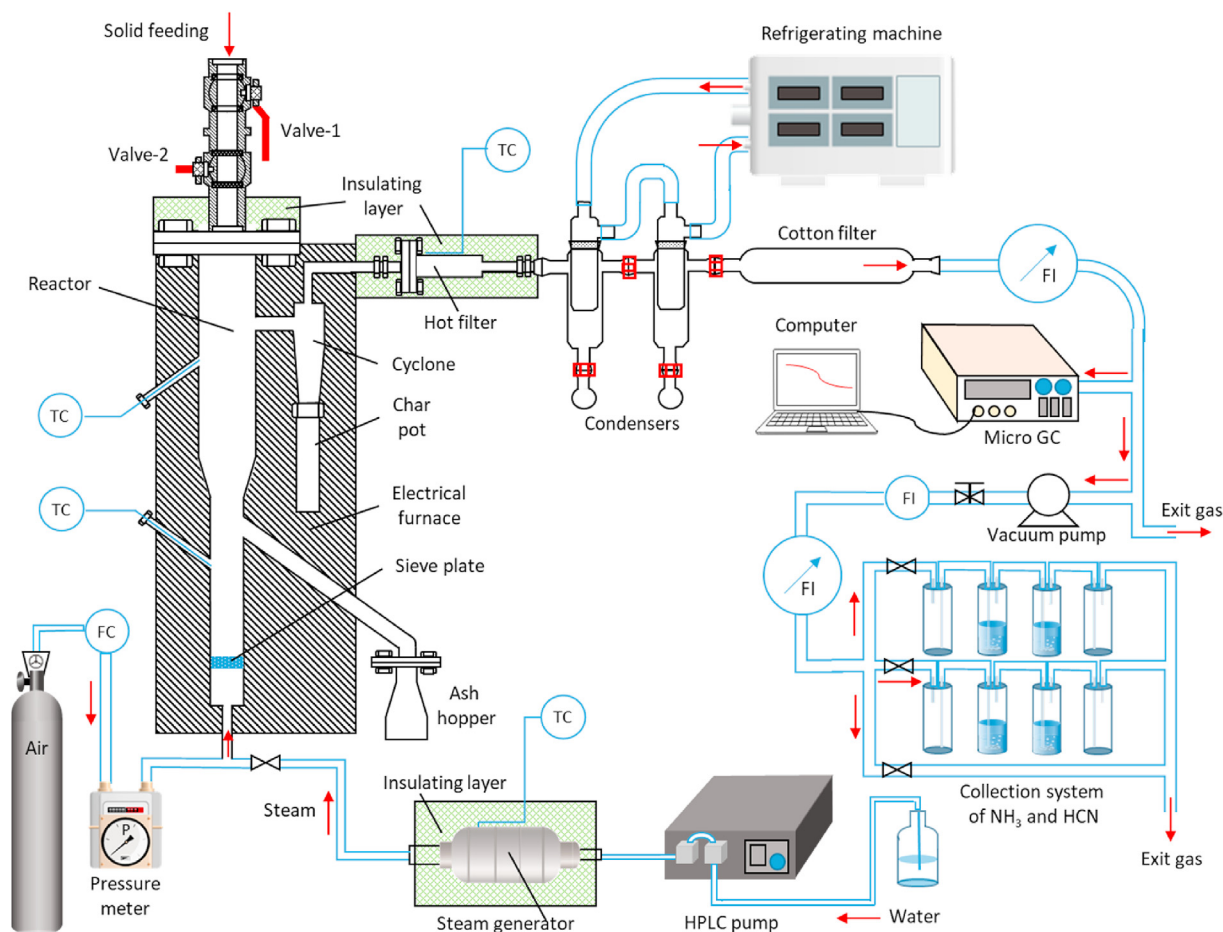 Solid feeding
Refrigerating machine
Valve-1
Valve-2
TC
Insulating
layer
Cotton filter
FI
Reactor
Hot filter
Computer
Cyclone
TC
Condensers
Micro GC
Char
pot
Electrical
furnace
TC
FI
Exit gas
Vacuum pump
Sieve plate
FI
FC
Ash
hopper
TC
Air
Insulating layer
Collection system
of NH₃ and HCN
Steam
P
Exit gas
Pressure
meter
Steam generator
HPLC pump
Water